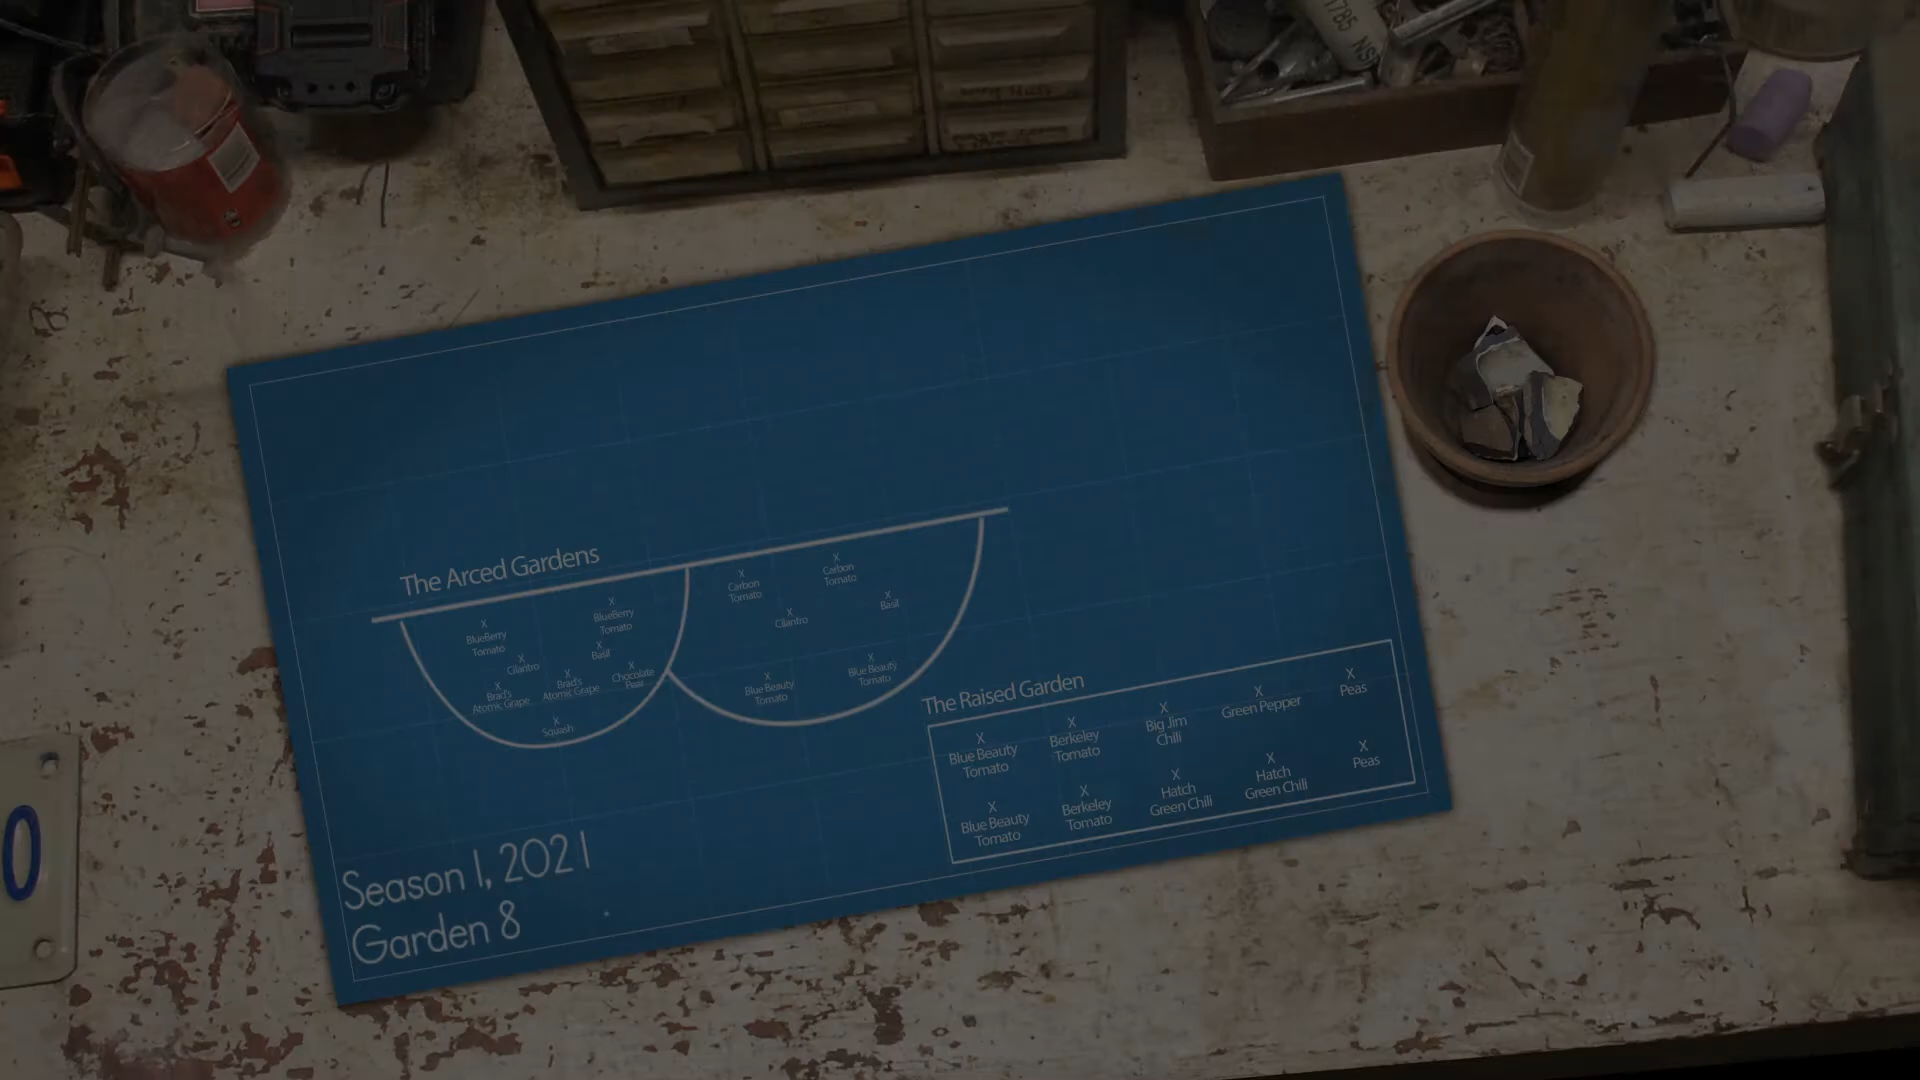 1785 NS
The Arced Gardens
X
BlueBerry
Tomato
X
BlueBerry
Tomato
X
Cilantro
X
Basil
X
Brad's
Atomic Grape
X
Brad's
Atomic Grape
X
Chocolate
Pear
X
Squash
X
Carbon
Tomato
X
Carbon
Tomato
X
Cilantro
X
Basil
X
Blue Beauty
Tomato
X
Blue Beauty
Tomato
The Raised Garden
X
Blue Beauty
Tomato
X
Berkeley
Tomato
X
Big Jim
Chili
X
Green Pepper
X
Peas
X
Blue Beauty
Tomato
X
Berkeley
Tomato
X
Hatch
Green Chili
X
Hatch
Green Chili
X
Peas
Season 1, 2021
Garden 8
0